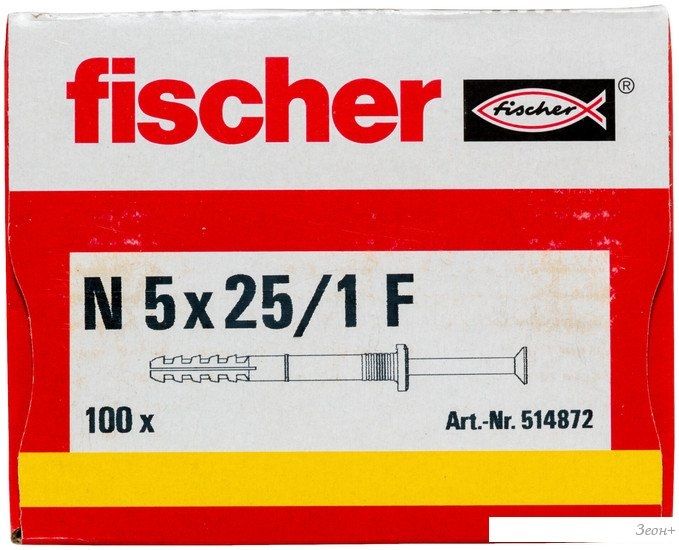 fischer
fischer ®
N 5 x 25/1 F
100 x
Art.-Nr. 514872
Зеон+